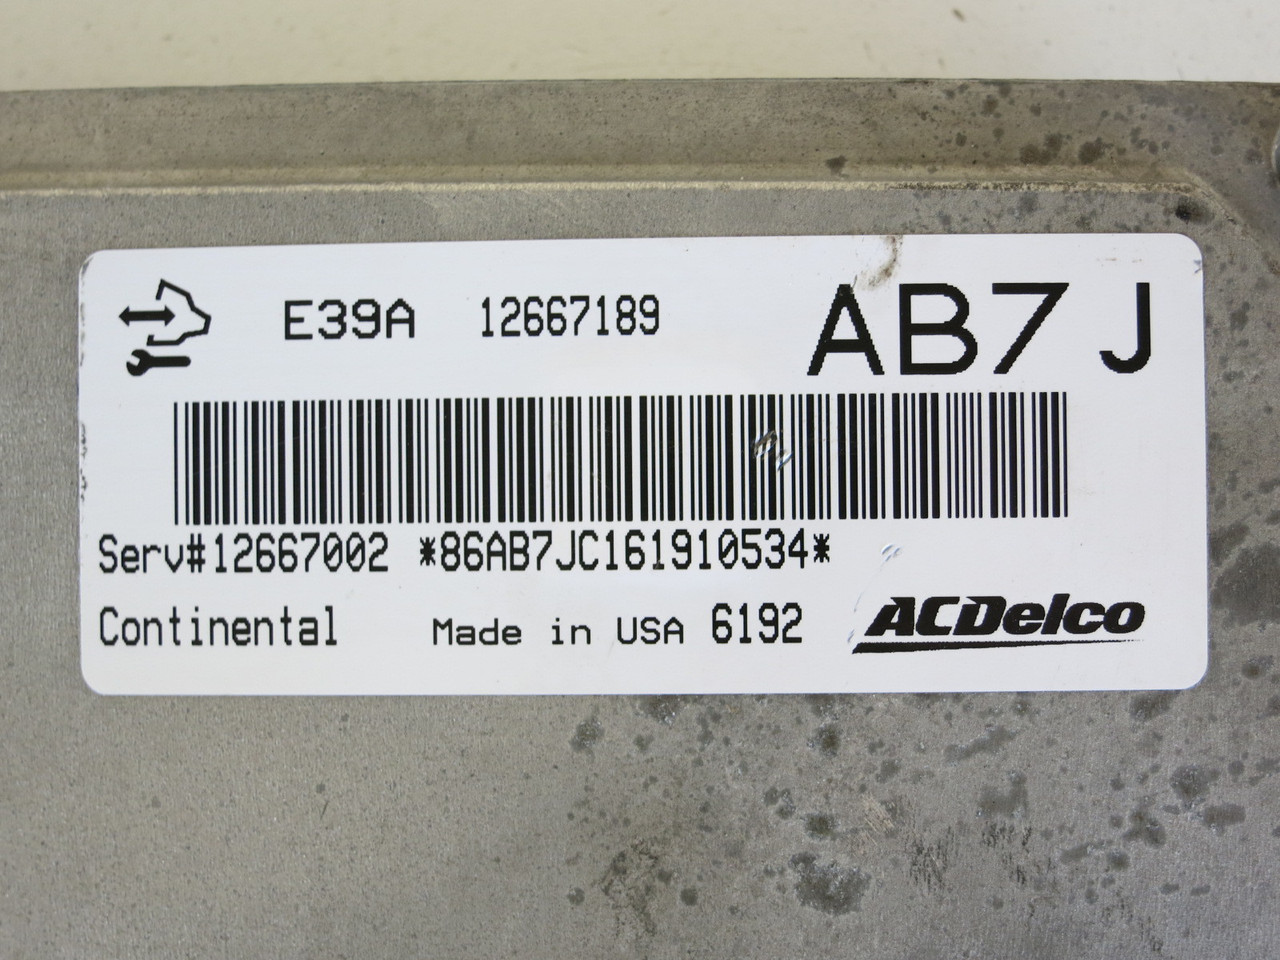 E39A 12667189 AB7J
Serv#12667002 *86AB7JC161910534*
Continental Made in USA 6192 ACDelco